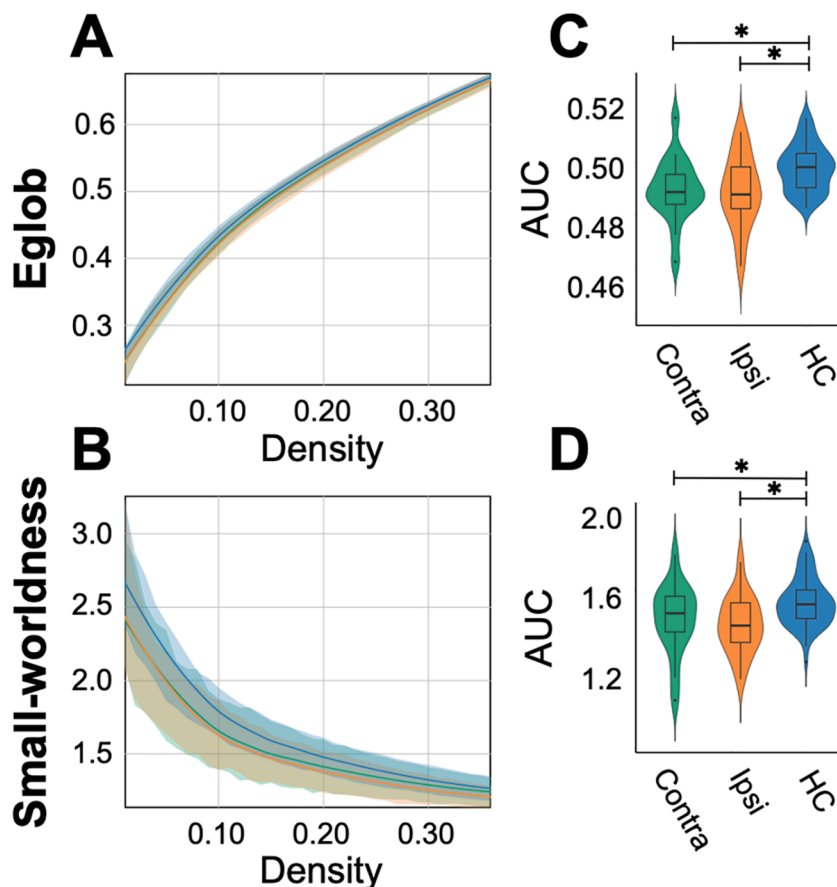 A
Eglob
0.6
0.5
0.4
0.3
0.10 0.20 0.30
Density
B
Small-worldness
3.0
2.5
2.0
1.5
0.10 0.20 0.30
Density
C
*
*
AUC
0.52
0.50
0.48
0.46
Contra Ipsi HC
D
*
*
AUC
2.0
1.6
1.2
Contra Ipsi HC